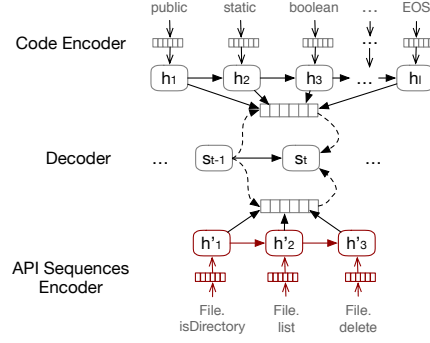 public static boolean ... EOS
Code Encoder
...
h1 h2 h3 ... hl
Decoder ... st-1 st ...
h'1 h'2 h'3
API Sequences
Encoder
File. File. File.
isDirectory list delete